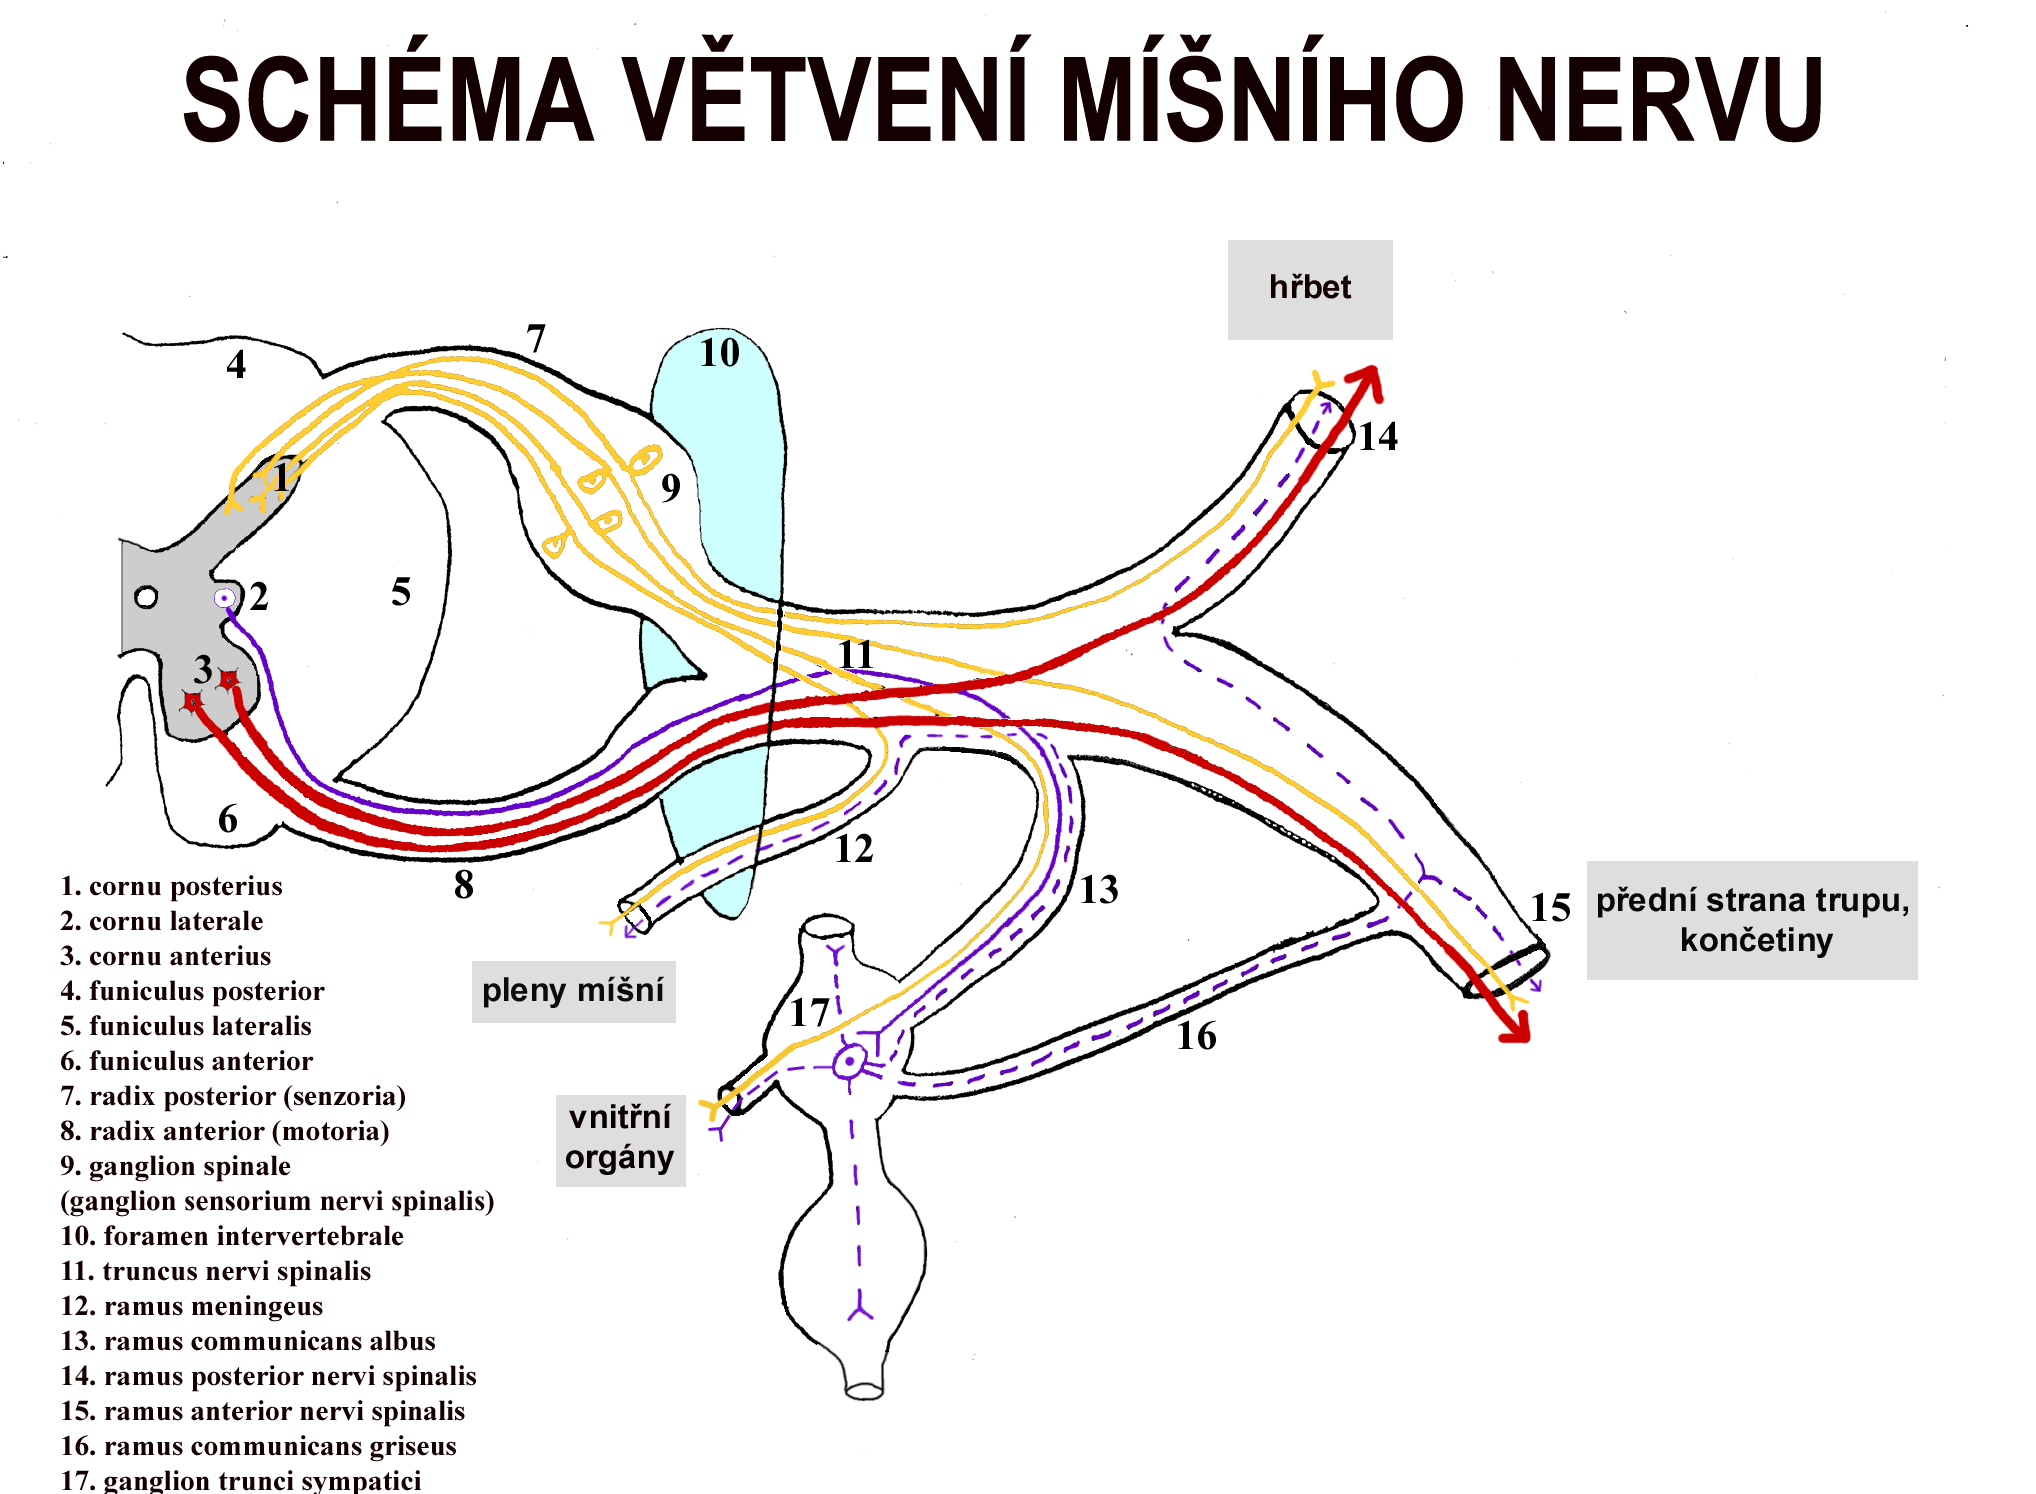 SCHÉMA VĚTVENÍ MÍŠNÍHO NERVU
hřbet
7
10
4
14
1
9
5
2
11
3
6
12
8
13
15
přední strana trupu,
končetiny
pleny míšní
17
16
vnitřní
orgány
1. cornu posterius
2. cornu laterale
3. cornu anterius
4. funiculus posterior
5. funiculus lateralis
6. funiculus anterior
7. radix posterior (senzoria)
8. radix anterior (motoria)
9. ganglion spinale
(ganglion sensorium nervi spinalis)
10. foramen intervertebrale
11. truncus nervi spinalis
12. ramus meningeus
13. ramus communicans albus
14. ramus posterior nervi spinalis
15. ramus anterior nervi spinalis
16. ramus communicans griseus
17. ganglion trunci sympatici